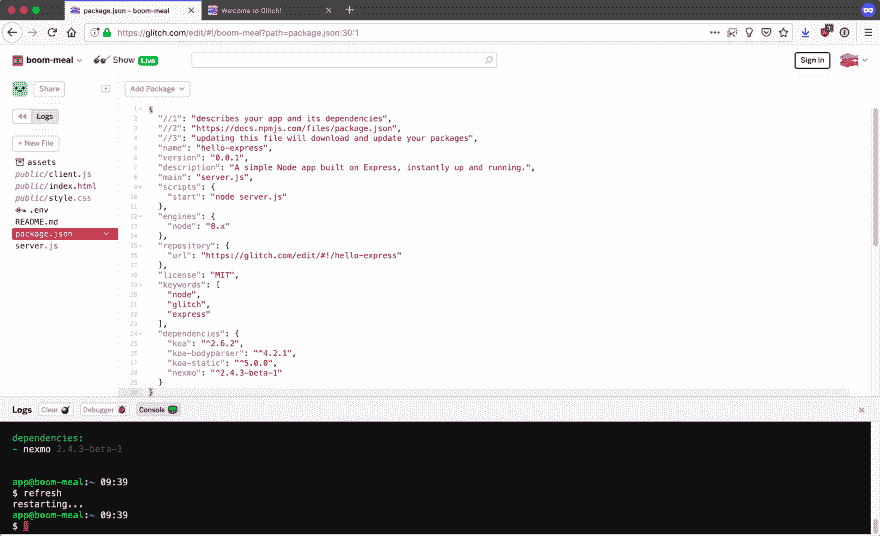 package.json – boom-meal
Welcome to Glitch!
https://glitch.com/edit/#!/boom-meal?path=package.json:30:1
boom-meal
Show Live
Sign in
Share
Add Package
Logs
+ New File
assets
public/client.js
public/index.html
public/style.css
.env
README.md
package.json
server.js
1 {
2 "//1": "describes your app and its dependencies",
3 "//2": "https://docs.npmjs.com/files/package.json",
4 "//3": "updating this file will download and update your packages",
5 "name": "hello-express",
6 "version": "0.0.1",
7 "description": "A simple Node app built on Express, instantly up and running.",
8 "main": "server.js",
9 "scripts": {
10 "start": "node server.js"
11 },
12 "engines": {
13 "node": "8.x"
14 },
15 "repository": {
16 "url": "https://glitch.com/edit/#!/hello-express"
17 },
18 "license": "MIT",
19 "keywords": [
20 "node",
21 "glitch",
22 "express"
23 ],
24 "dependencies": {
25 "koa": "^2.6.2",
26 "koa-bodyparser": "^4.2.1",
27 "koa-static": "^5.0.0",
28 "nexmo": "^2.4.3-beta-1"
29 }
30 }
Logs Clear Debugger Console
dependencies:
- nexmo 2.4.3-beta-1
app@boom-meal:~ 09:39
$ refresh
restarting...
app@boom-meal:~ 09:39
$